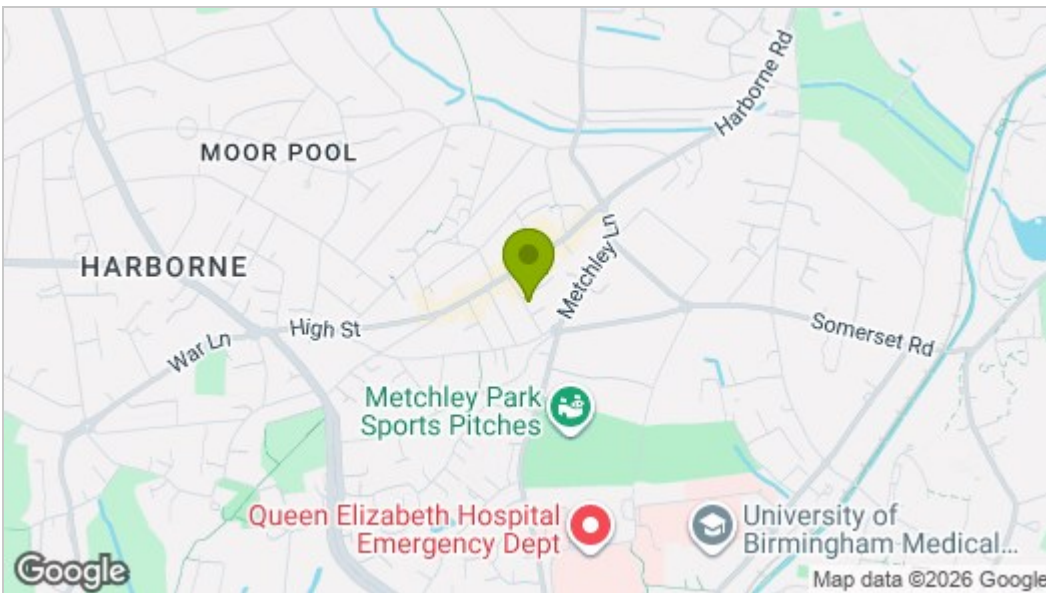 Harborne Rd
MOOR POOL
Metchley Ln
HARBORNE
High St
War Ln
Somerset Rd
Metchley Park
Sports Pitches
Queen Elizabeth Hospital
Emergency Dept
University of
Birmingham Medical...
Google
Map data ©2026 Google